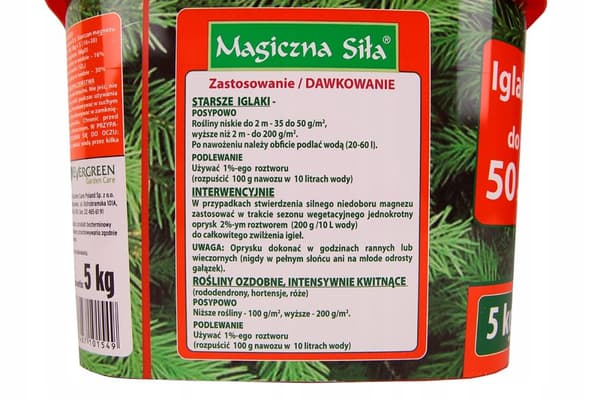 Magiczna Siła®
Zastosowanie / DAWKOWANIE
STARSZE IGLAKI -
POSYPOWO
Rośliny niskie do 2 m - 35 do 50 g/m²,
wyższe niż 2 m - do 200 g/m².
Po nawożeniu należy obficie podlać wodą (20-60 l).
PODLEWANIE
Używać 1%-ego roztworu
(rozpuścić 100 g nawozu w 10 litrach wody)
INTERWENCYJNIE
W przypadkach stwierdzenia silnego niedoboru magnezu
zastosować w trakcie sezonu wegetacyjnego jednokrotny
oprysk 2%-ym roztworem (200 g /10 L wody)
do całkowitego zwilżenia igieł.
UWAGA: Oprysku dokonać w godzinach rannych lub
wieczornych (nigdy w pełnym słońcu ani na młode odrosty
gałązek).
ROŚLINY OZDOBNE, INTENSYWNIE KWITNĄCE
(rododendrony, hortensje, róże)
POSYPOWO
Niższe rośliny - 100 g/m², wyższe - 200 g/m².
PODLEWANIE
Używać 1%-ego roztworu
(rozpuścić 100 g nawozu w 10 litrach wody)
EVERGREEN
Garden Care
5 kg
Igla
do
50
5 k